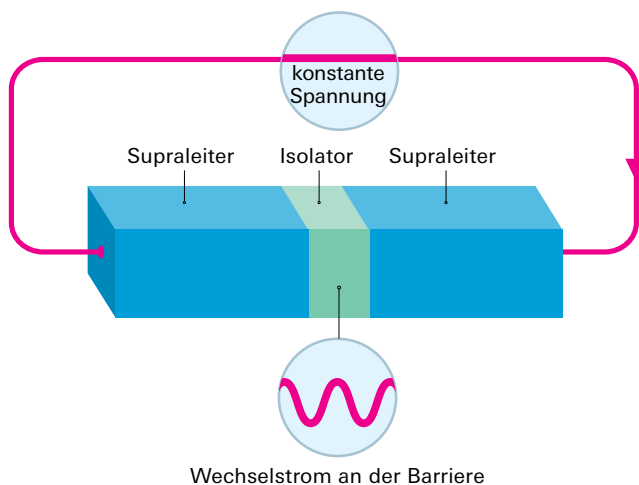 konstante
Spannung
Supraleiter Isolator Supraleiter
Wechselstrom an der Barriere